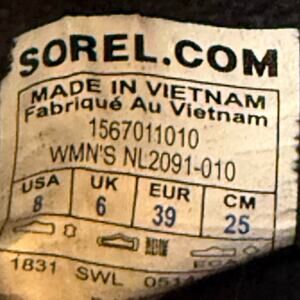 SOREL.COM
MADE IN VIETNAM
Fabriqué Au Vietnam
1567011010
WMN'S NL2091-010
USA UK EUR CM
8 6 39 25
1831 SWL